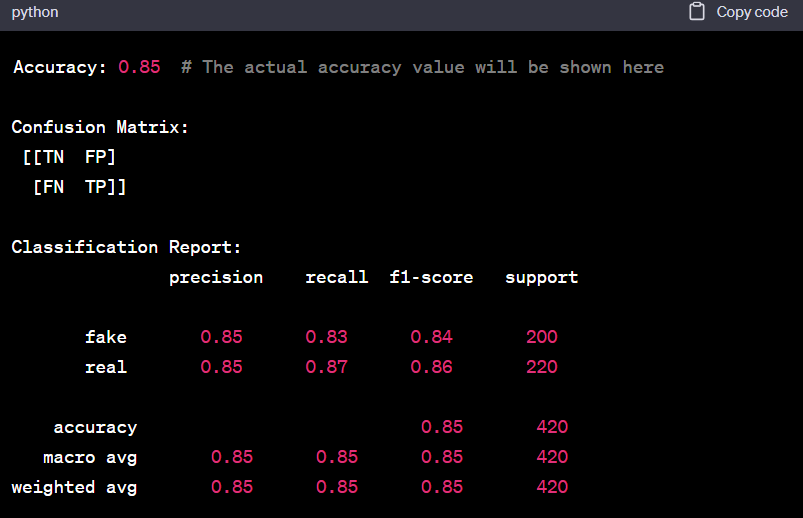 python Copy code
Accuracy: 0.85 # The actual accuracy value will be shown here
Confusion Matrix:
[[TN FP]
[FN TP]]
Classification Report:
precision recall f1-score support
fake 0.85 0.83 0.84 200
real 0.85 0.87 0.86 220
accuracy 0.85 420
macro avg 0.85 0.85 0.85 420
weighted avg 0.85 0.85 0.85 420